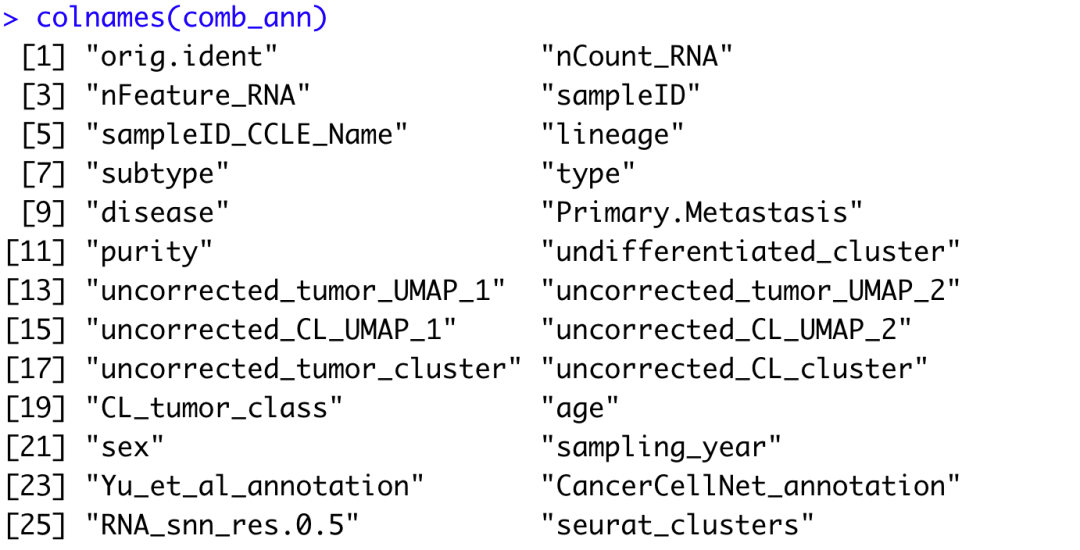 > colnames(comb_ann)
[1] "orig.ident" "nCount_RNA"
[3] "nFeature_RNA" "sampleID"
[5] "sampleID_CCLE_Name" "lineage"
[7] "subtype" "type"
[9] "disease" "Primary.Metastasis"
[11] "purity" "undifferentiated_cluster"
[13] "uncorrected_tumor_UMAP_1" "uncorrected_tumor_UMAP_2"
[15] "uncorrected_CL_UMAP_1" "uncorrected_CL_UMAP_2"
[17] "uncorrected_tumor_cluster" "uncorrected_CL_cluster"
[19] "CL_tumor_class" "age"
[21] "sex" "sampling_year"
[23] "Yu_et_al_annotation" "CancerCellNet_annotation"
[25] "RNA_snn_res.0.5" "seurat_clusters"